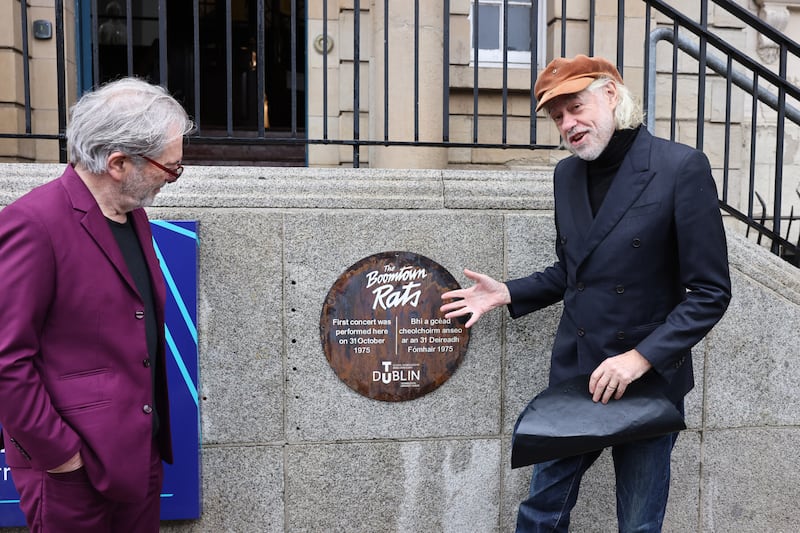 The
Boomtown
Rats
First concert was
performed here
on 31 October
1975
Bhí a gcéad
cheolchoirm anseo
ar an 31 Deireadh
Fómhair 1975
TU
DUBLIN